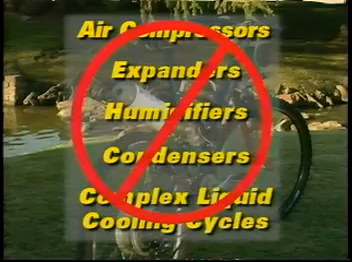 Air Compressors
Expanders
Humidifiers
Condensers
Complex Liquid
Cooling Cycles